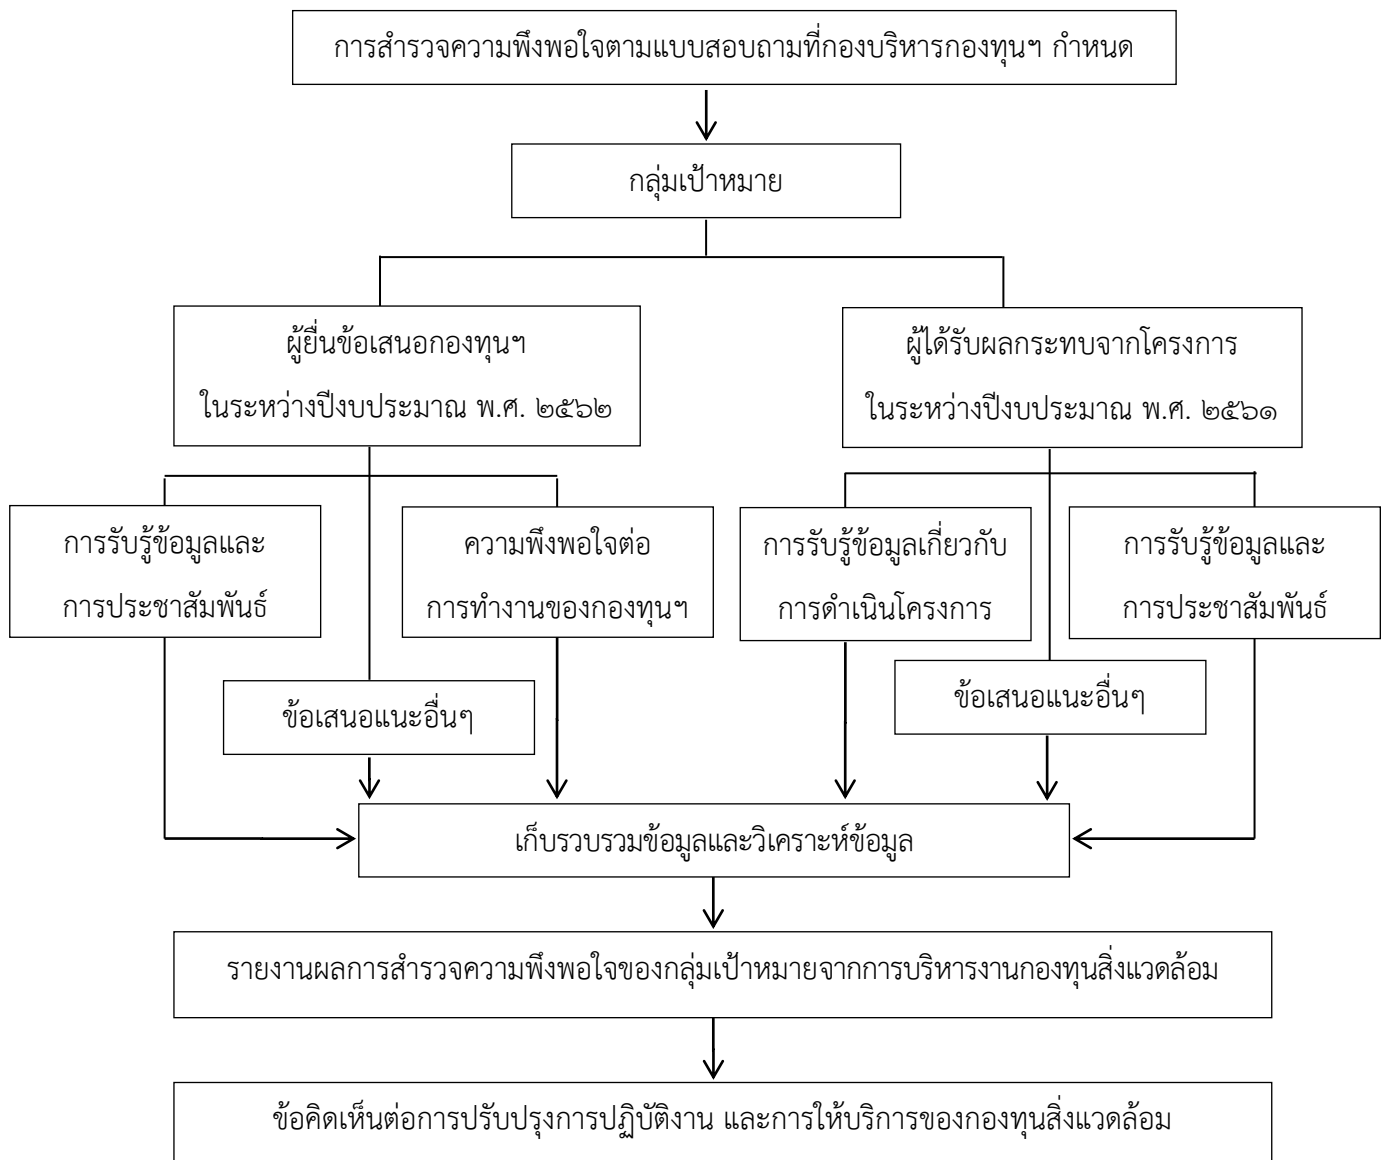 การสำรวจความพึงพอใจตามแบบสอบถามที่กองบริหารกองทุนฯ กำหนด
กลุ่มเป้าหมาย
ผู้ยื่นข้อเสนอกองทุนฯ
ในระหว่างปีงบประมาณ พ.ศ. ๒๕๖๒
ผู้ได้รับผลกระทบจากโครงการ
ในระหว่างปีงบประมาณ พ.ศ. ๒๕๖๑
การรับรู้ข้อมูลและ
การประชาสัมพันธ์
ความพึงพอใจต่อ
การทำงานของกองทุนฯ
การรับรู้ข้อมูลเกี่ยวกับ
การดำเนินโครงการ
การรับรู้ข้อมูลและ
การประชาสัมพันธ์
ข้อเสนอแนะอื่นๆ
ข้อเสนอแนะอื่นๆ
เก็บรวบรวมข้อมูลและวิเคราะห์ข้อมูล
รายงานผลการสำรวจความพึงพอใจของกลุ่มเป้าหมายจากการบริหารงานกองทุนสิ่งแวดล้อม
ข้อคิดเห็นต่อการปรับปรุงการปฏิบัติงาน และการให้บริการของกองทุนสิ่งแวดล้อม